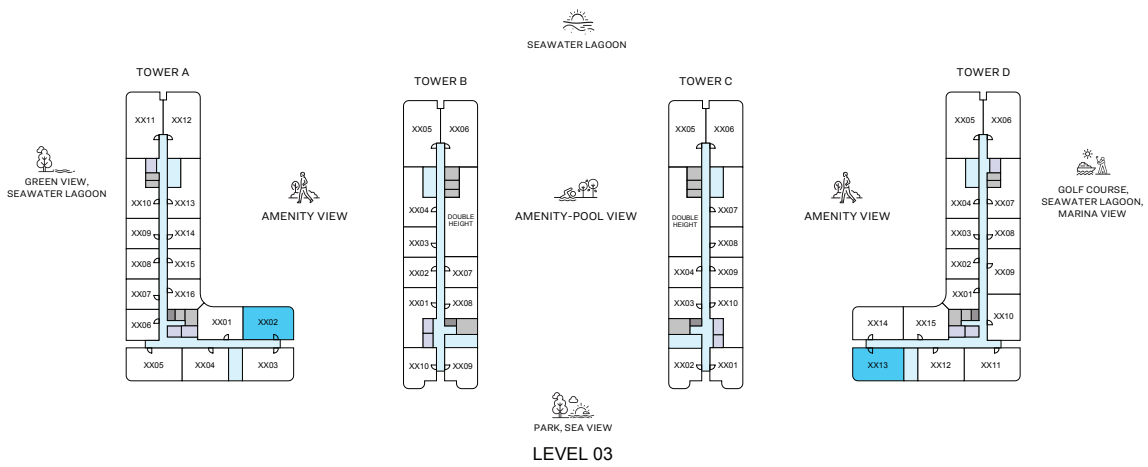 SEAWATER LAGOON
TOWER A
TOWER B
TOWER C
TOWER D
XX11
XX12
XX10
XX13
XX09
XX14
XX08
XX15
XX07
XX16
XX06
XX01
XX02
XX05
XX04
XX03
GREEN VIEW,
SEAWATER LAGOON
AMENITY VIEW
XX05
XX06
XX04
DOUBLE
HEIGHT
XX03
XX02
XX07
XX01
XX08
XX10
XX09
AMENITY-POOL VIEW
XX05
XX06
XX07
DOUBLE
HEIGHT
XX08
XX04
XX09
XX03
XX10
XX02
XX01
AMENITY VIEW
XX05
XX06
XX04
XX07
XX03
XX08
XX02
XX09
XX01
XX10
XX14
XX15
XX13
XX12
XX11
GOLF COURSE,
SEAWATER LAGOON,
MARINA VIEW
PARK, SEA VIEW
LEVEL 03